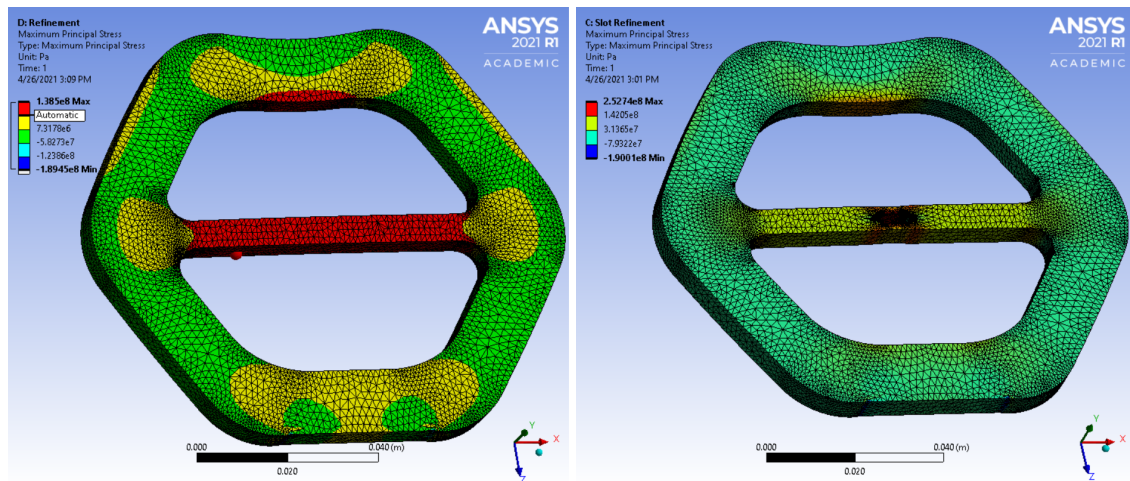 D: Refinement
Maximum Principal Stress
Type: Maximum Principal Stress
Unit: Pa
Time: 1
4/26/2021 3:09 PM
1.385e8 Max
Automatic
7.3178e6
-5.8273e7
-1.2386e8
-1.8945e8 Min
ANSYS
2021 R1
ACADEMIC
0.000
0.040 (m)
0.020
Y
X
Z
C: Slot Refinement
Maximum Principal Stress
Type: Maximum Principal Stress
Unit: Pa
Time: 1
4/26/2021 3:01 PM
2.5274e8 Max
1.4205e8
3.1365e7
-7.9322e7
-1.9001e8 Min
ANSYS
2021 R1
ACADEMIC
0.000
0.040 (m)
0.020
Y
X
Z